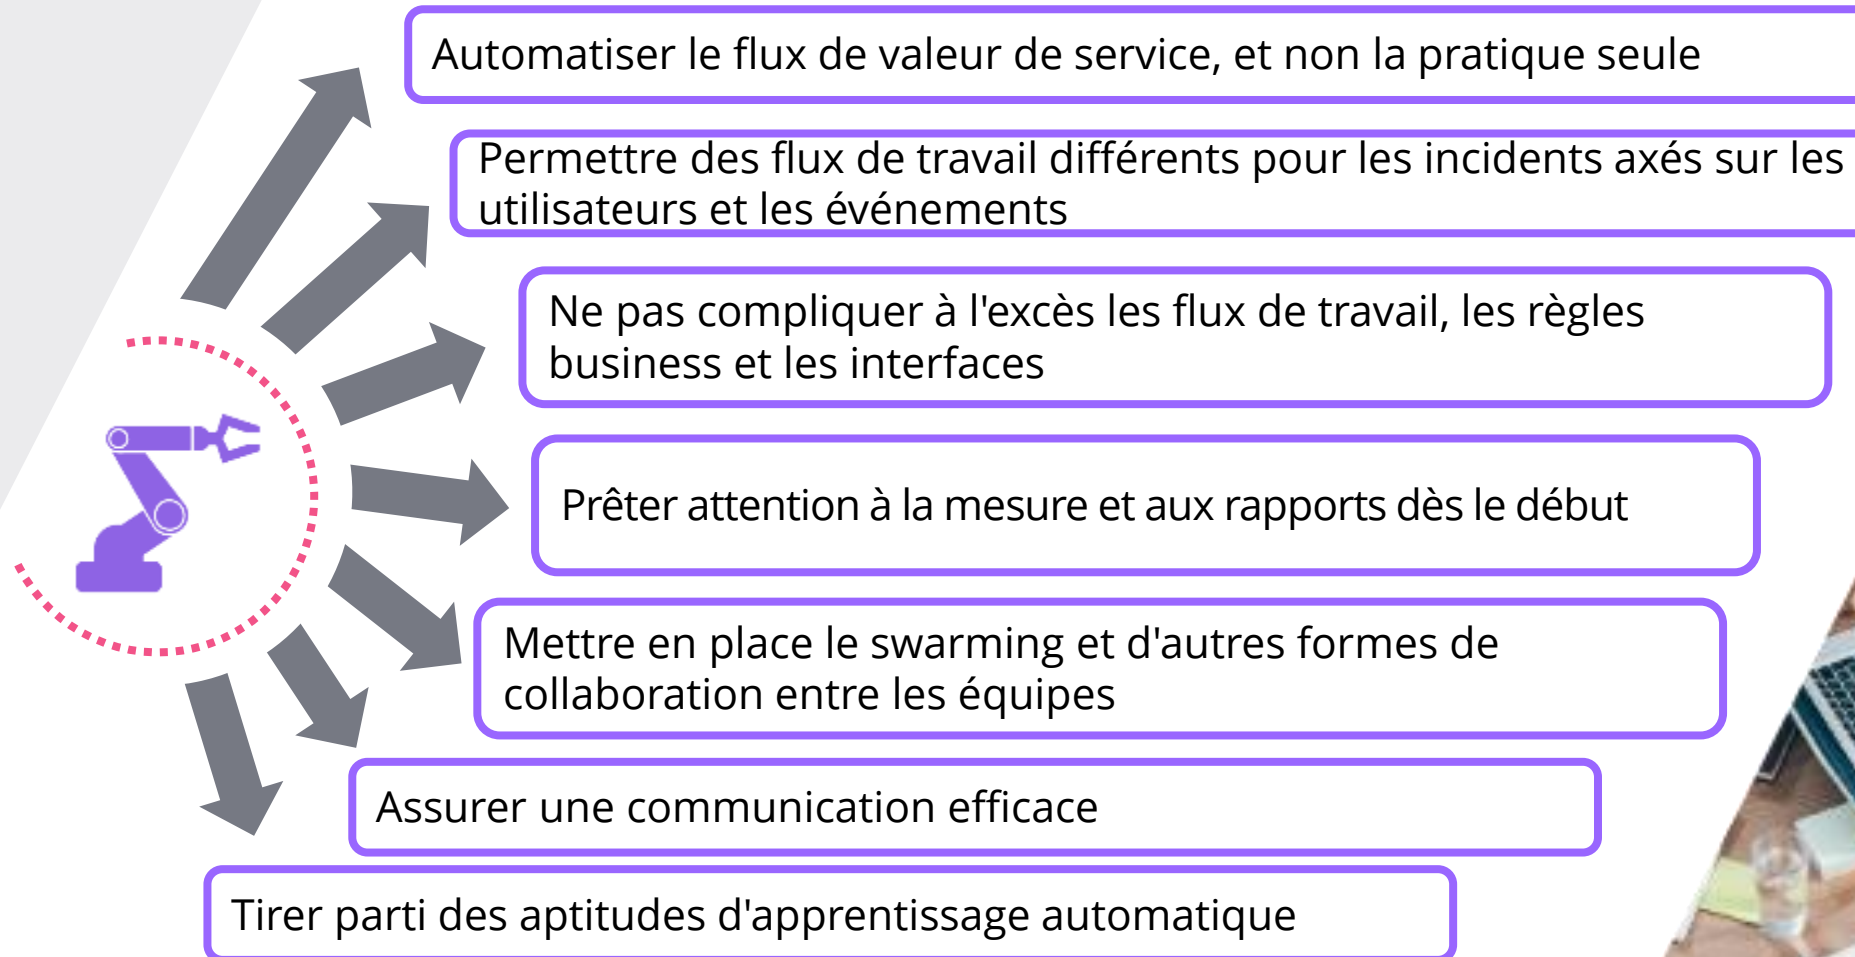 Automatiser le flux de valeur de service, et non la pratique seule
Permettre des flux de travail différents pour les incidents axés sur les
utilisateurs et les événements
Ne pas compliquer à l'excès les flux de travail, les règles
business et les interfaces
Prêter attention à la mesure et aux rapports dès le début
Mettre en place le swarming et d'autres formes de
collaboration entre les équipes
Assurer une communication efficace
Tirer parti des aptitudes d'apprentissage automatique